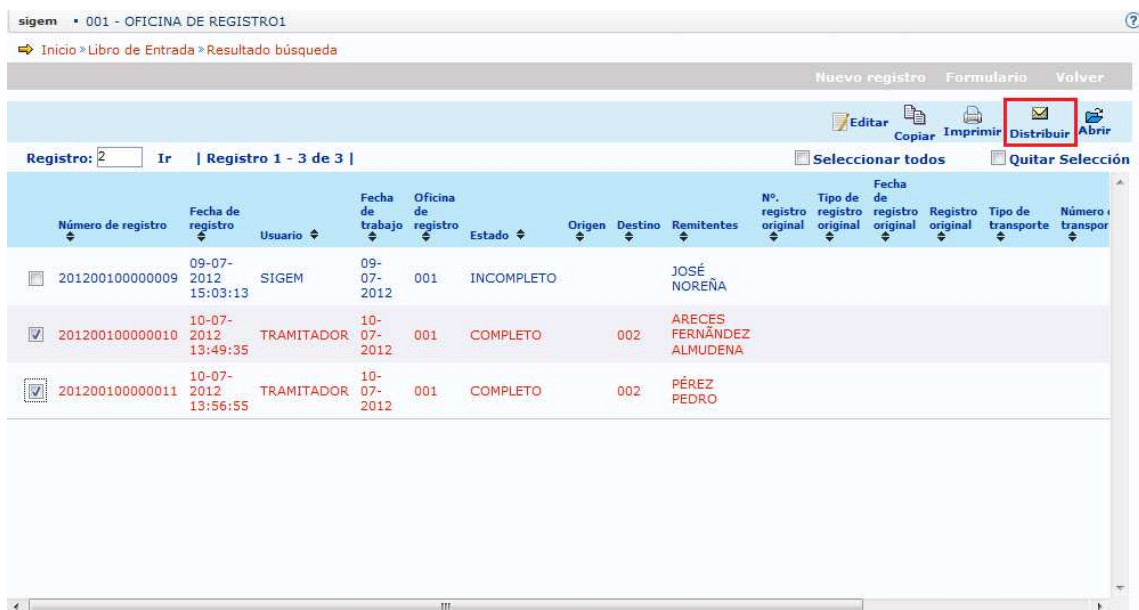 sigem • 001 - OFICINA DE REGISTRO1
Inicio » Libro de Entrada » Resultado búsqueda
Nuevo registro Formulario Volver
Editar Copiar Imprimir Distribuir Abrir
Registro: 2 Ir | Registro 1 - 3 de 3 | Seleccionar todos Quitar Selección
Número de registro
Fecha de registro
Usuario
Fecha de trabajo
Oficina de registro
Estado
Origen
Destino
Remitentes
Nº. registro original
Tipo de registro original
Fecha de registro original
Registro original
Tipo de transporte
Número
201200100000009 09-07-2012 15:03:13 SIGEM 09-07-2012 001 INCOMPLETO JOSÉ NOREÑA
201200100000010 10-07-2012 13:49:35 TRAMITADOR 10-07-2012 001 COMPLETO 002 ARECES FERNÃNDEZ ALMUDENA
201200100000011 10-07-2012 13:56:55 TRAMITADOR 10-07-2012 001 COMPLETO 002 PÉREZ PEDRO